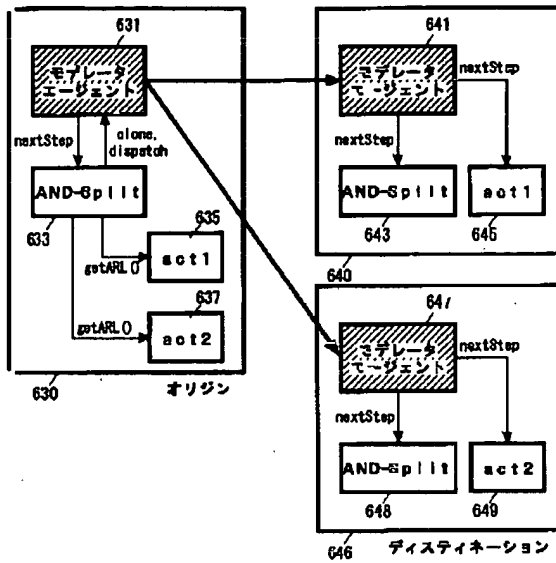 631
モデレータ
エージェント
nextStep
clone,
dispatch
AND-Split
633
635
act1
getARL()
637
act2
getARL()
630
オリジン
641
モデレータ
エージェント
nextStep
nextStep
AND-Split
act1
643
645
640
647
モデレータ
エージェント
nextStep
nextStep
AND-Split
act2
648
649
646
ディスティネーション